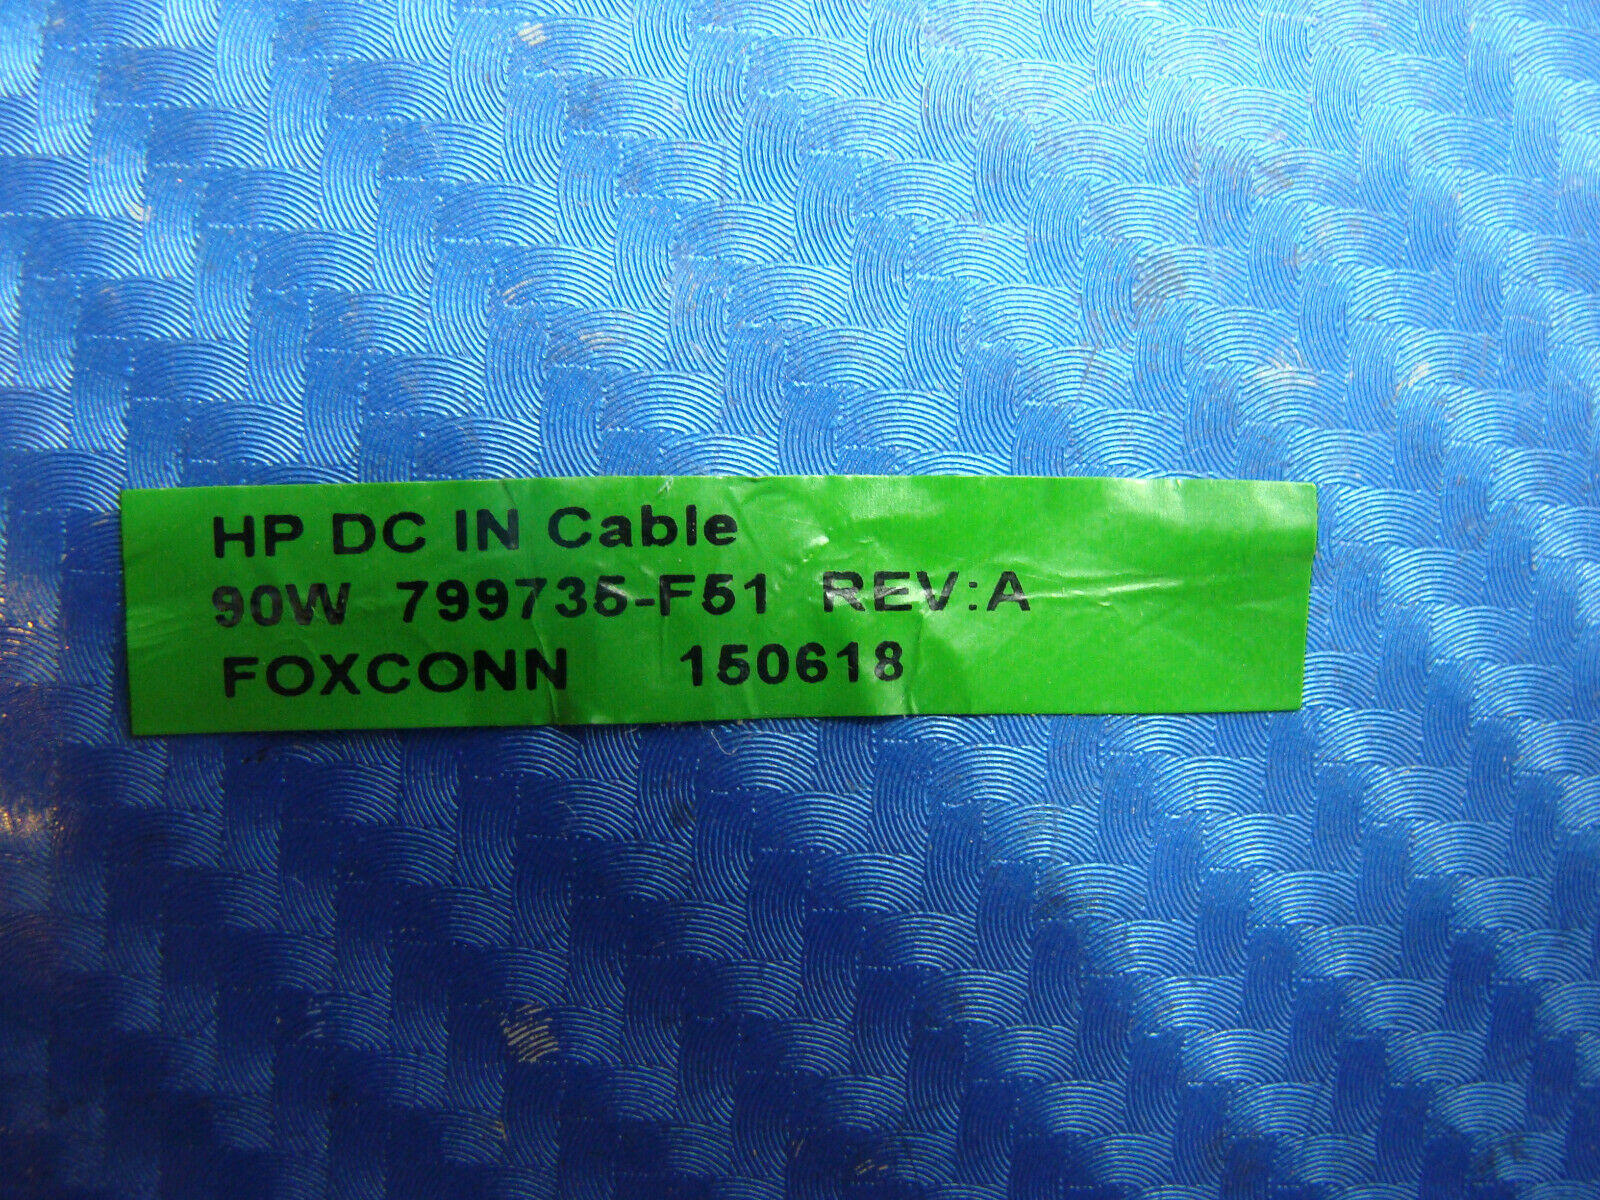 HP DC IN Cable
90W 799735-F51 REV:A
FOXCONN 150618